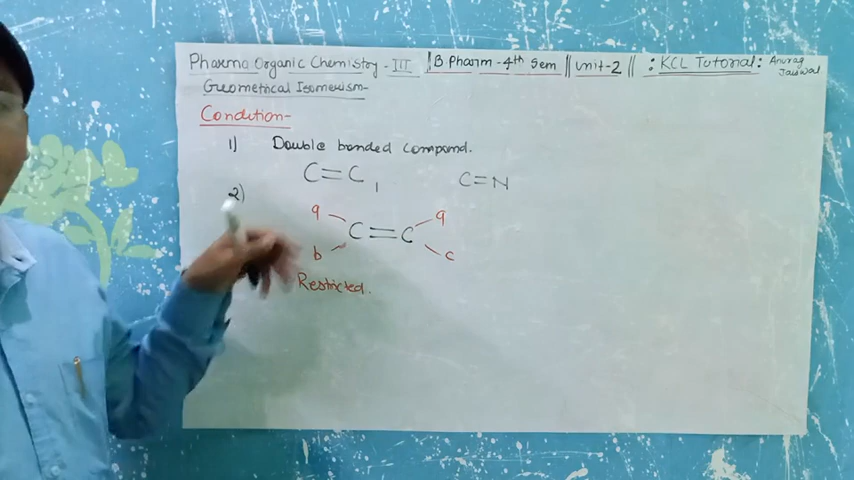 Pharma Organic Chemistry - III || B.Pharm - 4th Sem || Unit-2 || : KCL Tutorial : Anurag Jaiswal
Geometrical Isomerism-
Condition-
1) Double bonded compound.
C=C, C=N
2)
a a
C=C
b c
Restricted.